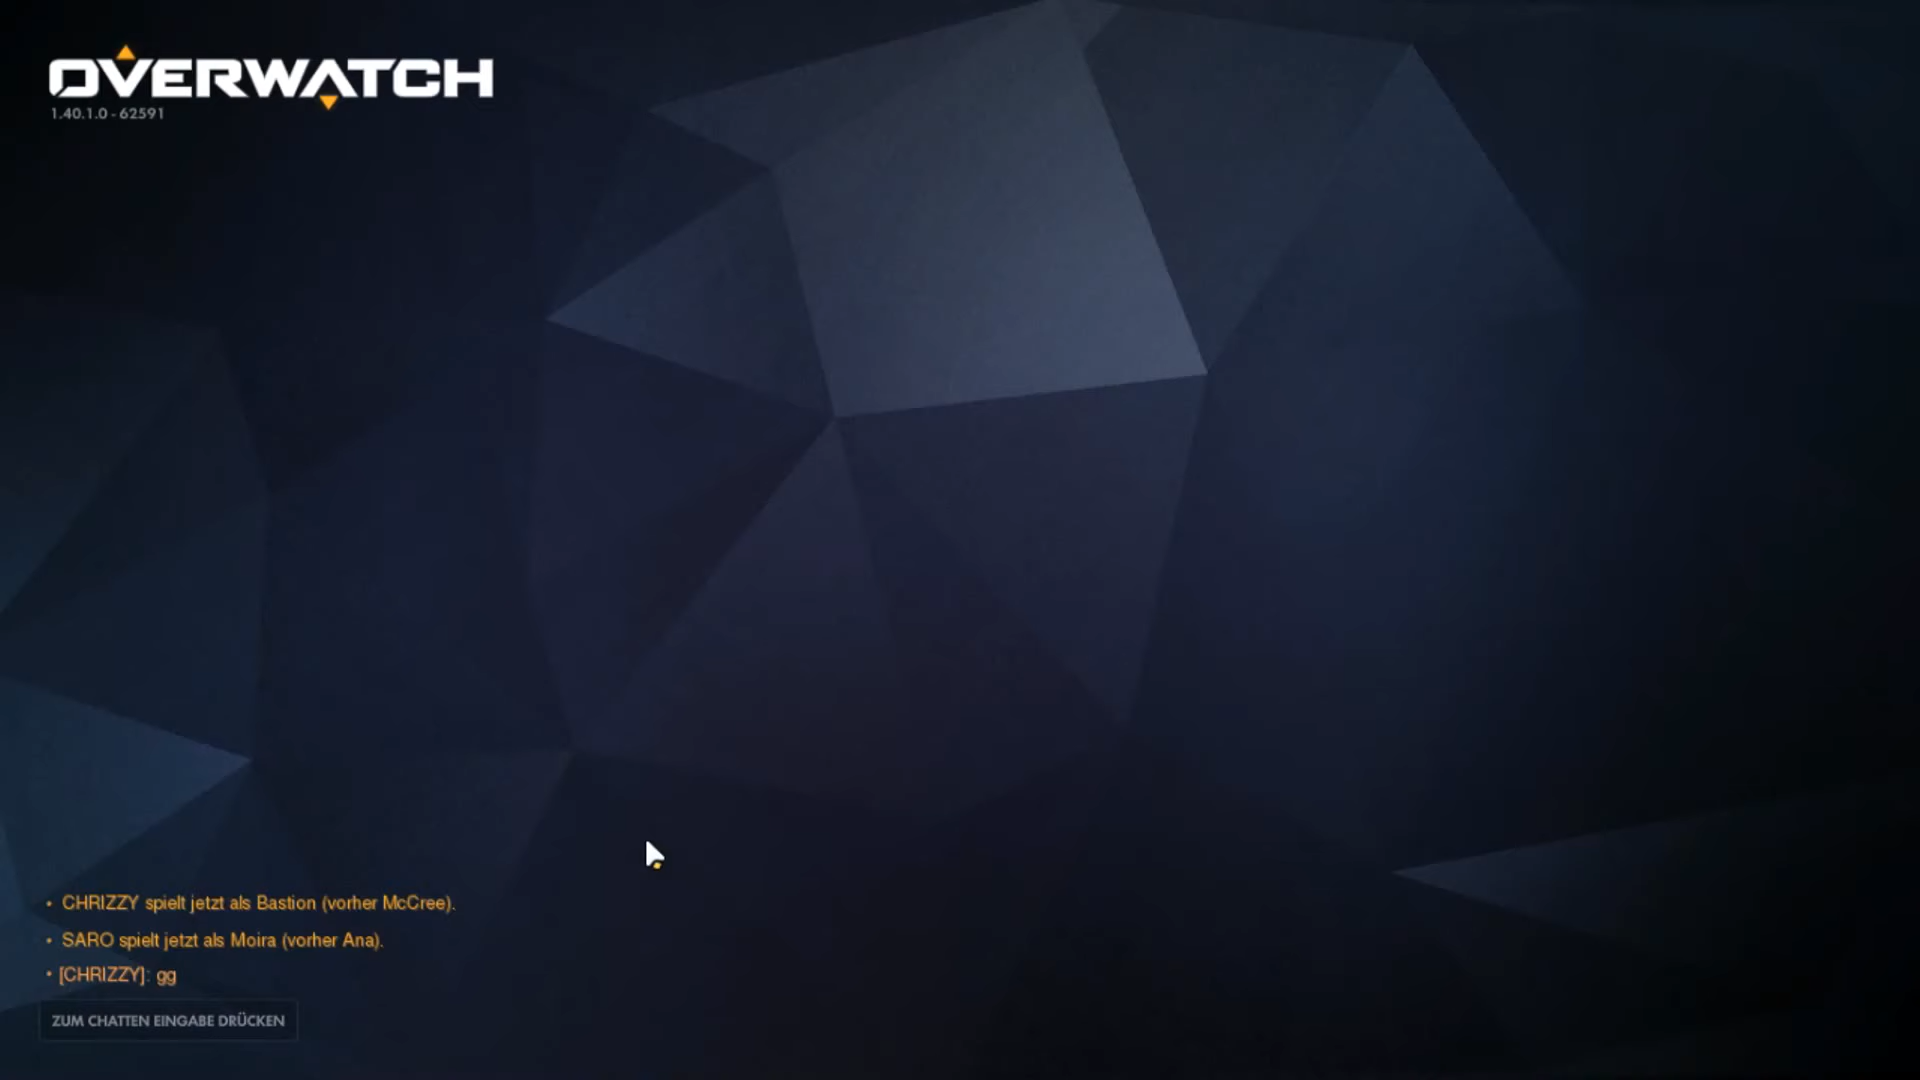 OVERWATCH
1.40.1.0 - 62591
• CHRIZZY spielt jetzt als Bastion (vorher McCree).
• SARO spielt jetzt als Moira (vorher Ana).
• [CHRIZZY]: gg
ZUM CHATTEN EINGABE DRÜCKEN